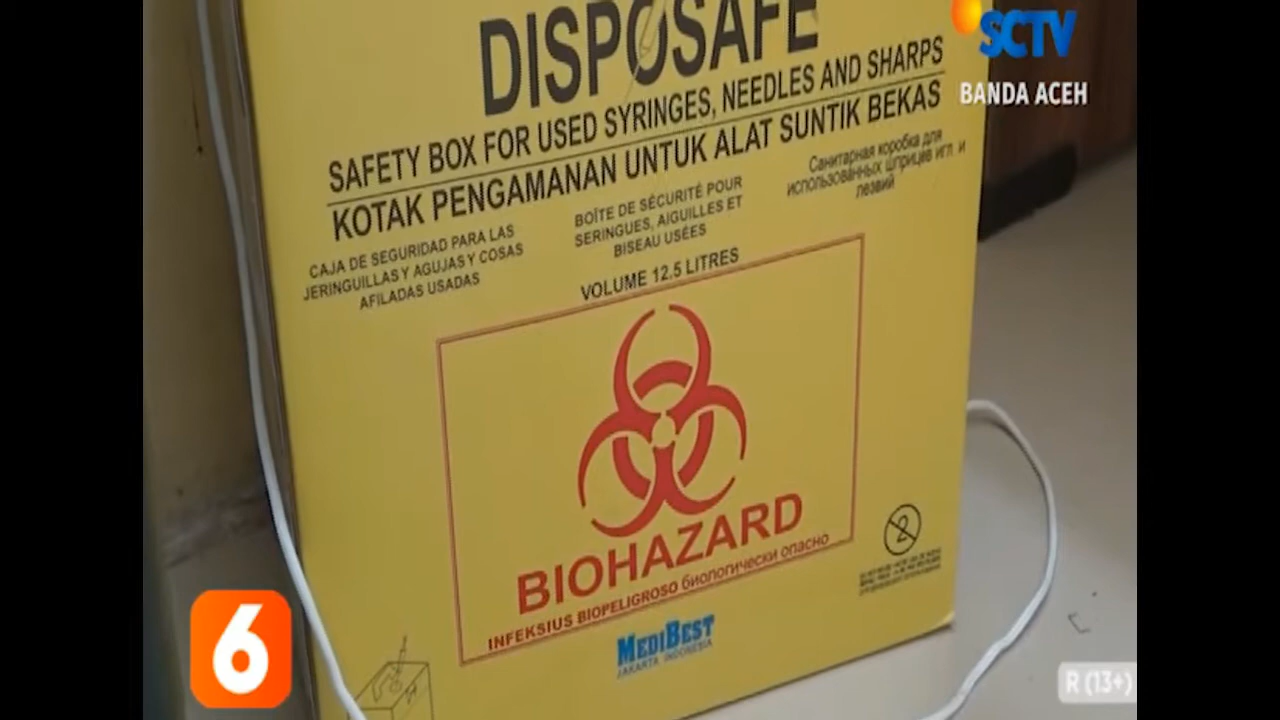 DISPOSAFE
SCTV
BANDA ACEH
SAFETY BOX FOR USED SYRINGES, NEEDLES AND SHARPS
KOTAK PENGAMANAN UNTUK ALAT SUNTIK BEKAS
CAJA DE SEGURIDAD PARA LAS
JERINGUILLAS Y AGUJAS Y COSAS
AFILADAS USADAS
BOÎTE DE SÉCURITÉ POUR
SERINGUES, AIGUILLES ET
BISEAU USÉES
Санитарная коробка для
использованных шприцев игл. и
лезвий
VOLUME 12.5 LITRES
BIOHAZARD
INFEKSIUS BIOPELIGROSO биологически опасно
2
MEDIBEST
JAKARTA INDONESIA
6
R (13+)